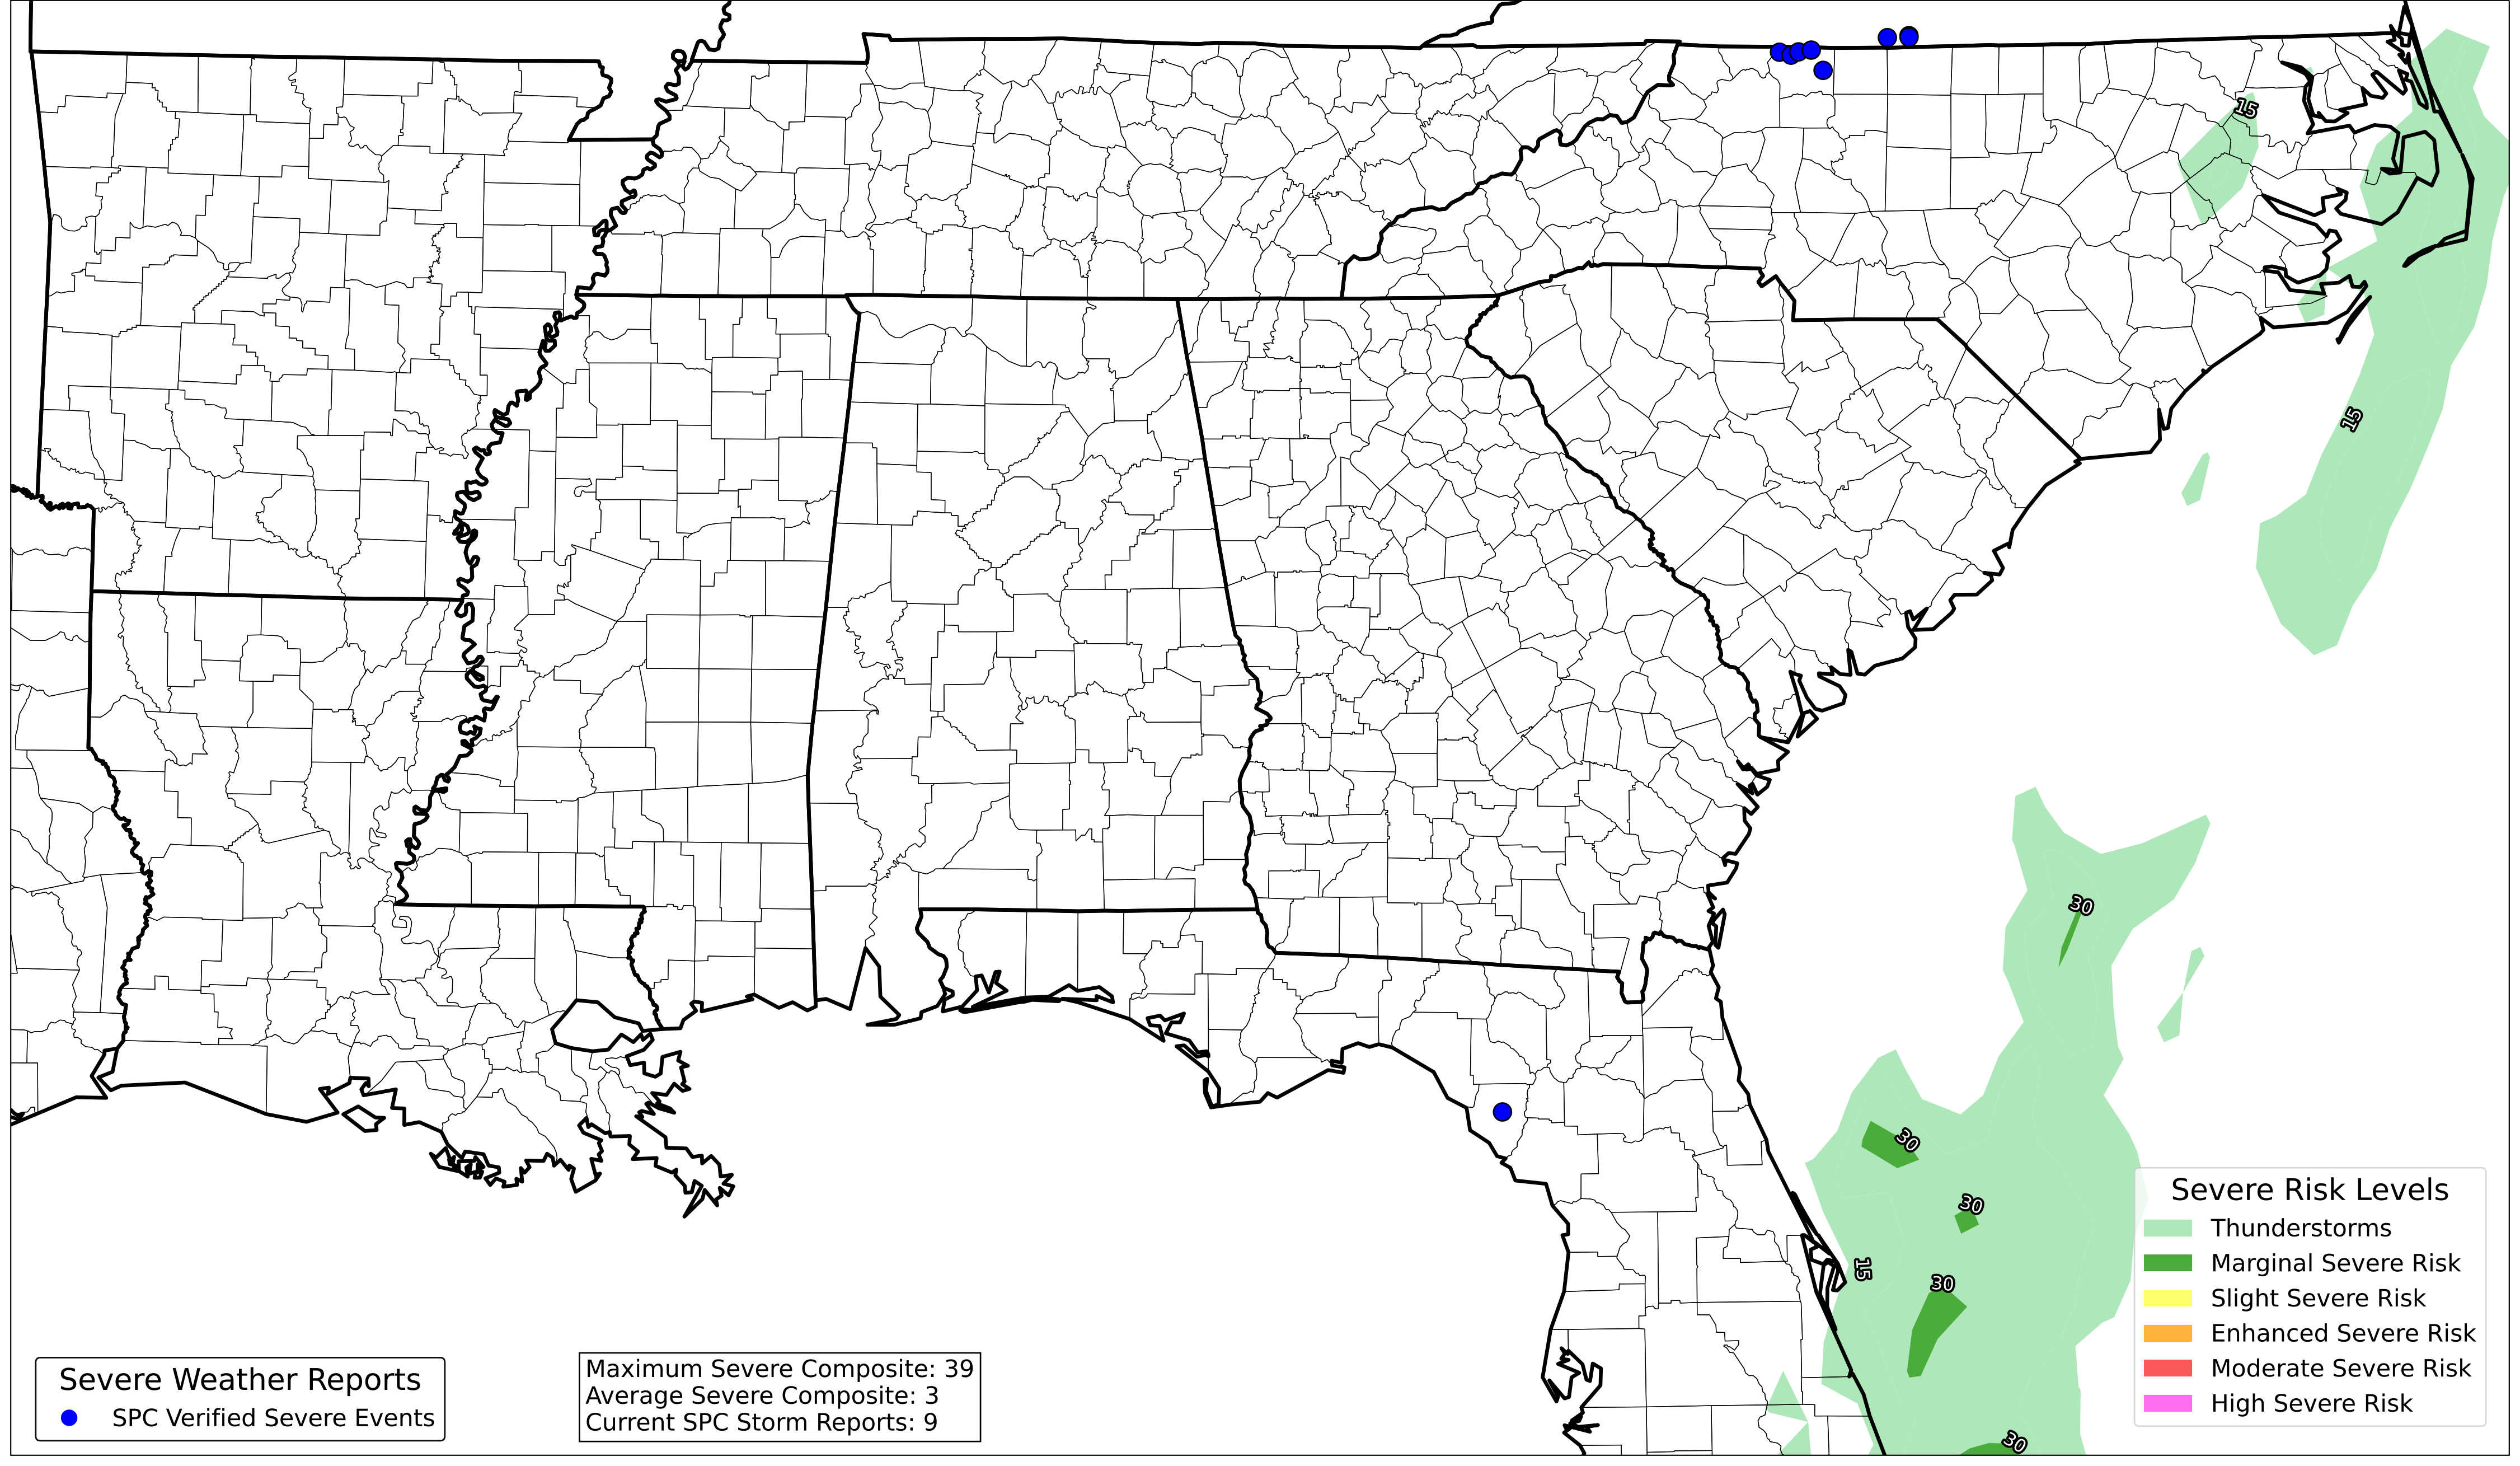 15
15
30
30
30
15
30
30
Severe Risk Levels
Thunderstorms
Marginal Severe Risk
Slight Severe Risk
Enhanced Severe Risk
Moderate Severe Risk
High Severe Risk
Severe Weather Reports
SPC Verified Severe Events
Maximum Severe Composite: 39
Average Severe Composite: 3
Current SPC Storm Reports: 9